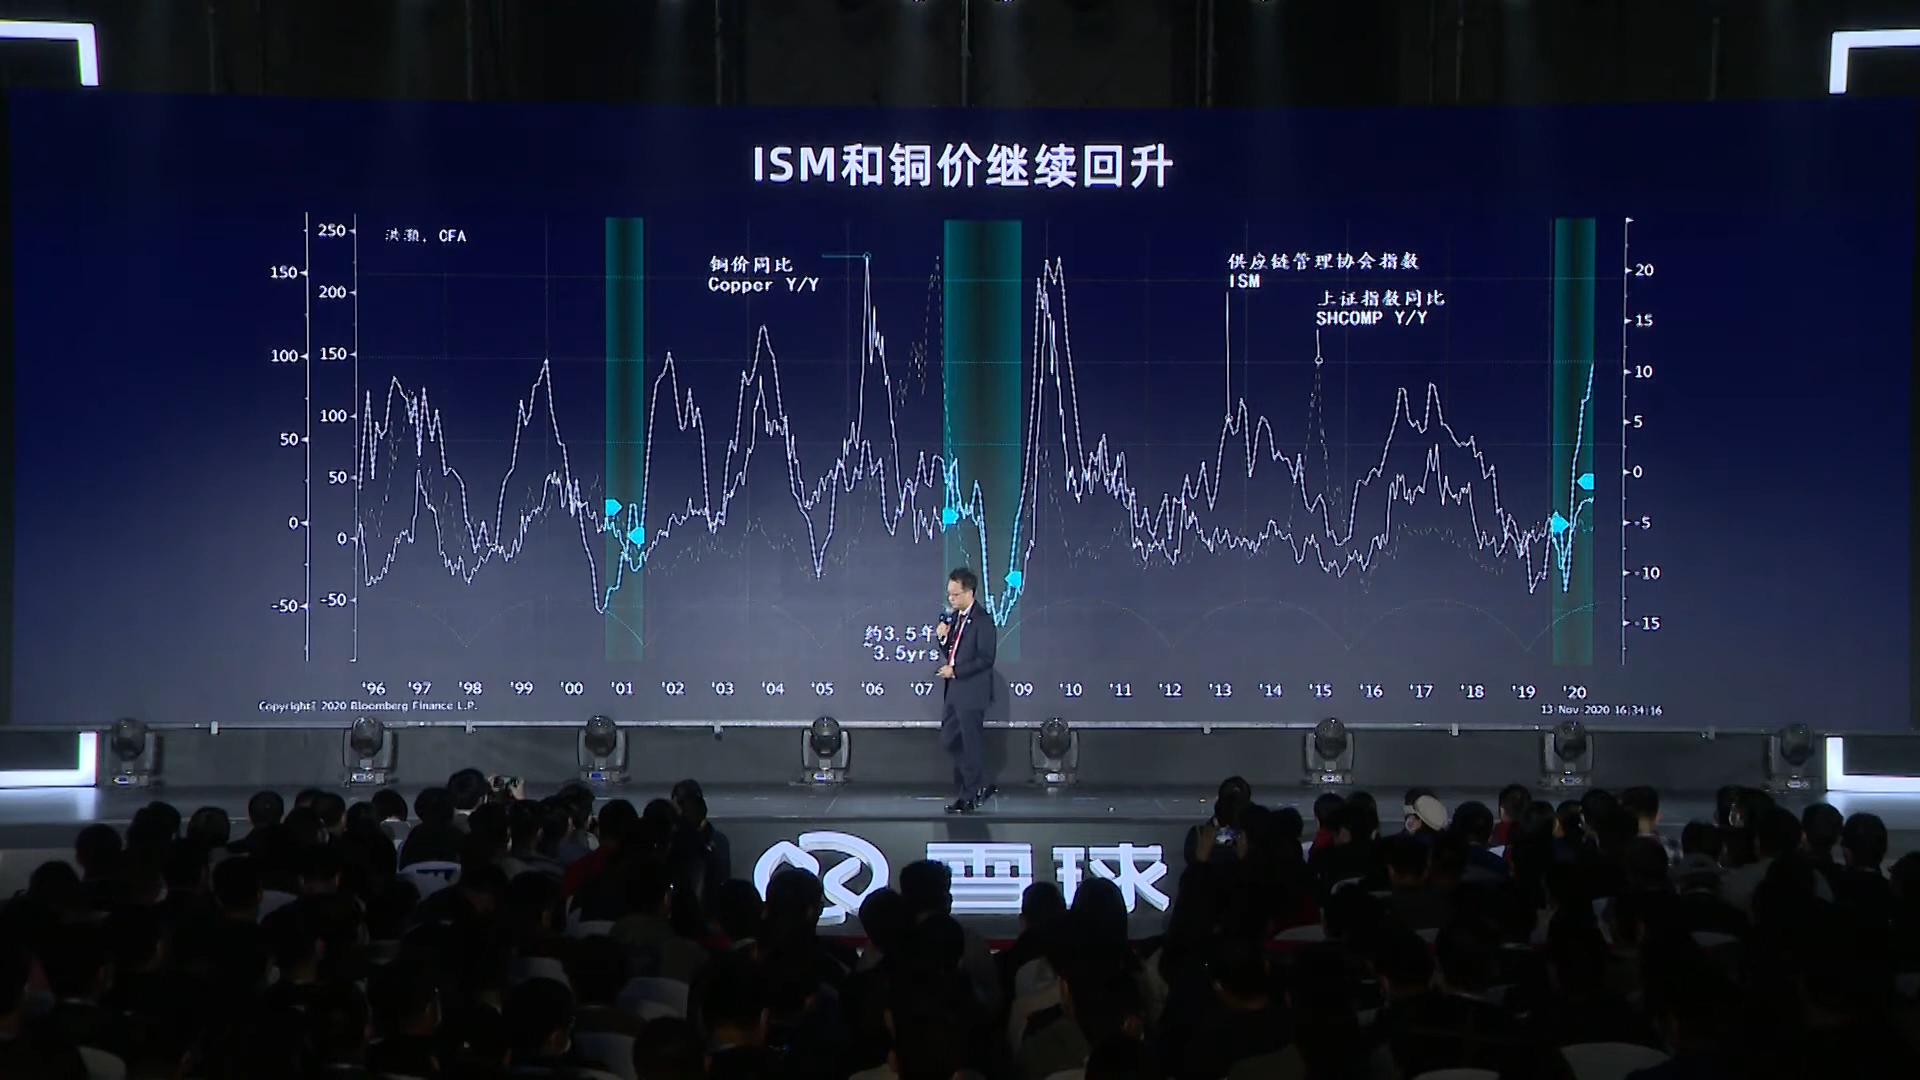 ISM和铜价继续回升
洪灝, CFA
铜价同比
Copper Y/Y
供应链管理协会指数
ISM
上证指数同比
SHCOMP Y/Y
250
200
150
100
50
0
-50
150
100
50
0
-50
20
15
10
5
0
-5
-10
-15
约3.5年
~3.5yrs
'96 '97 '98 '99 '00 '01 '02 '03 '04 '05 '06 '07 '09 '10 '11 '12 '13 '14 '15 '16 '17 '18 '19 '20
Copyright© 2020 Bloomberg Finance L.P.
13-Nov-2020 16:34:16
雪球